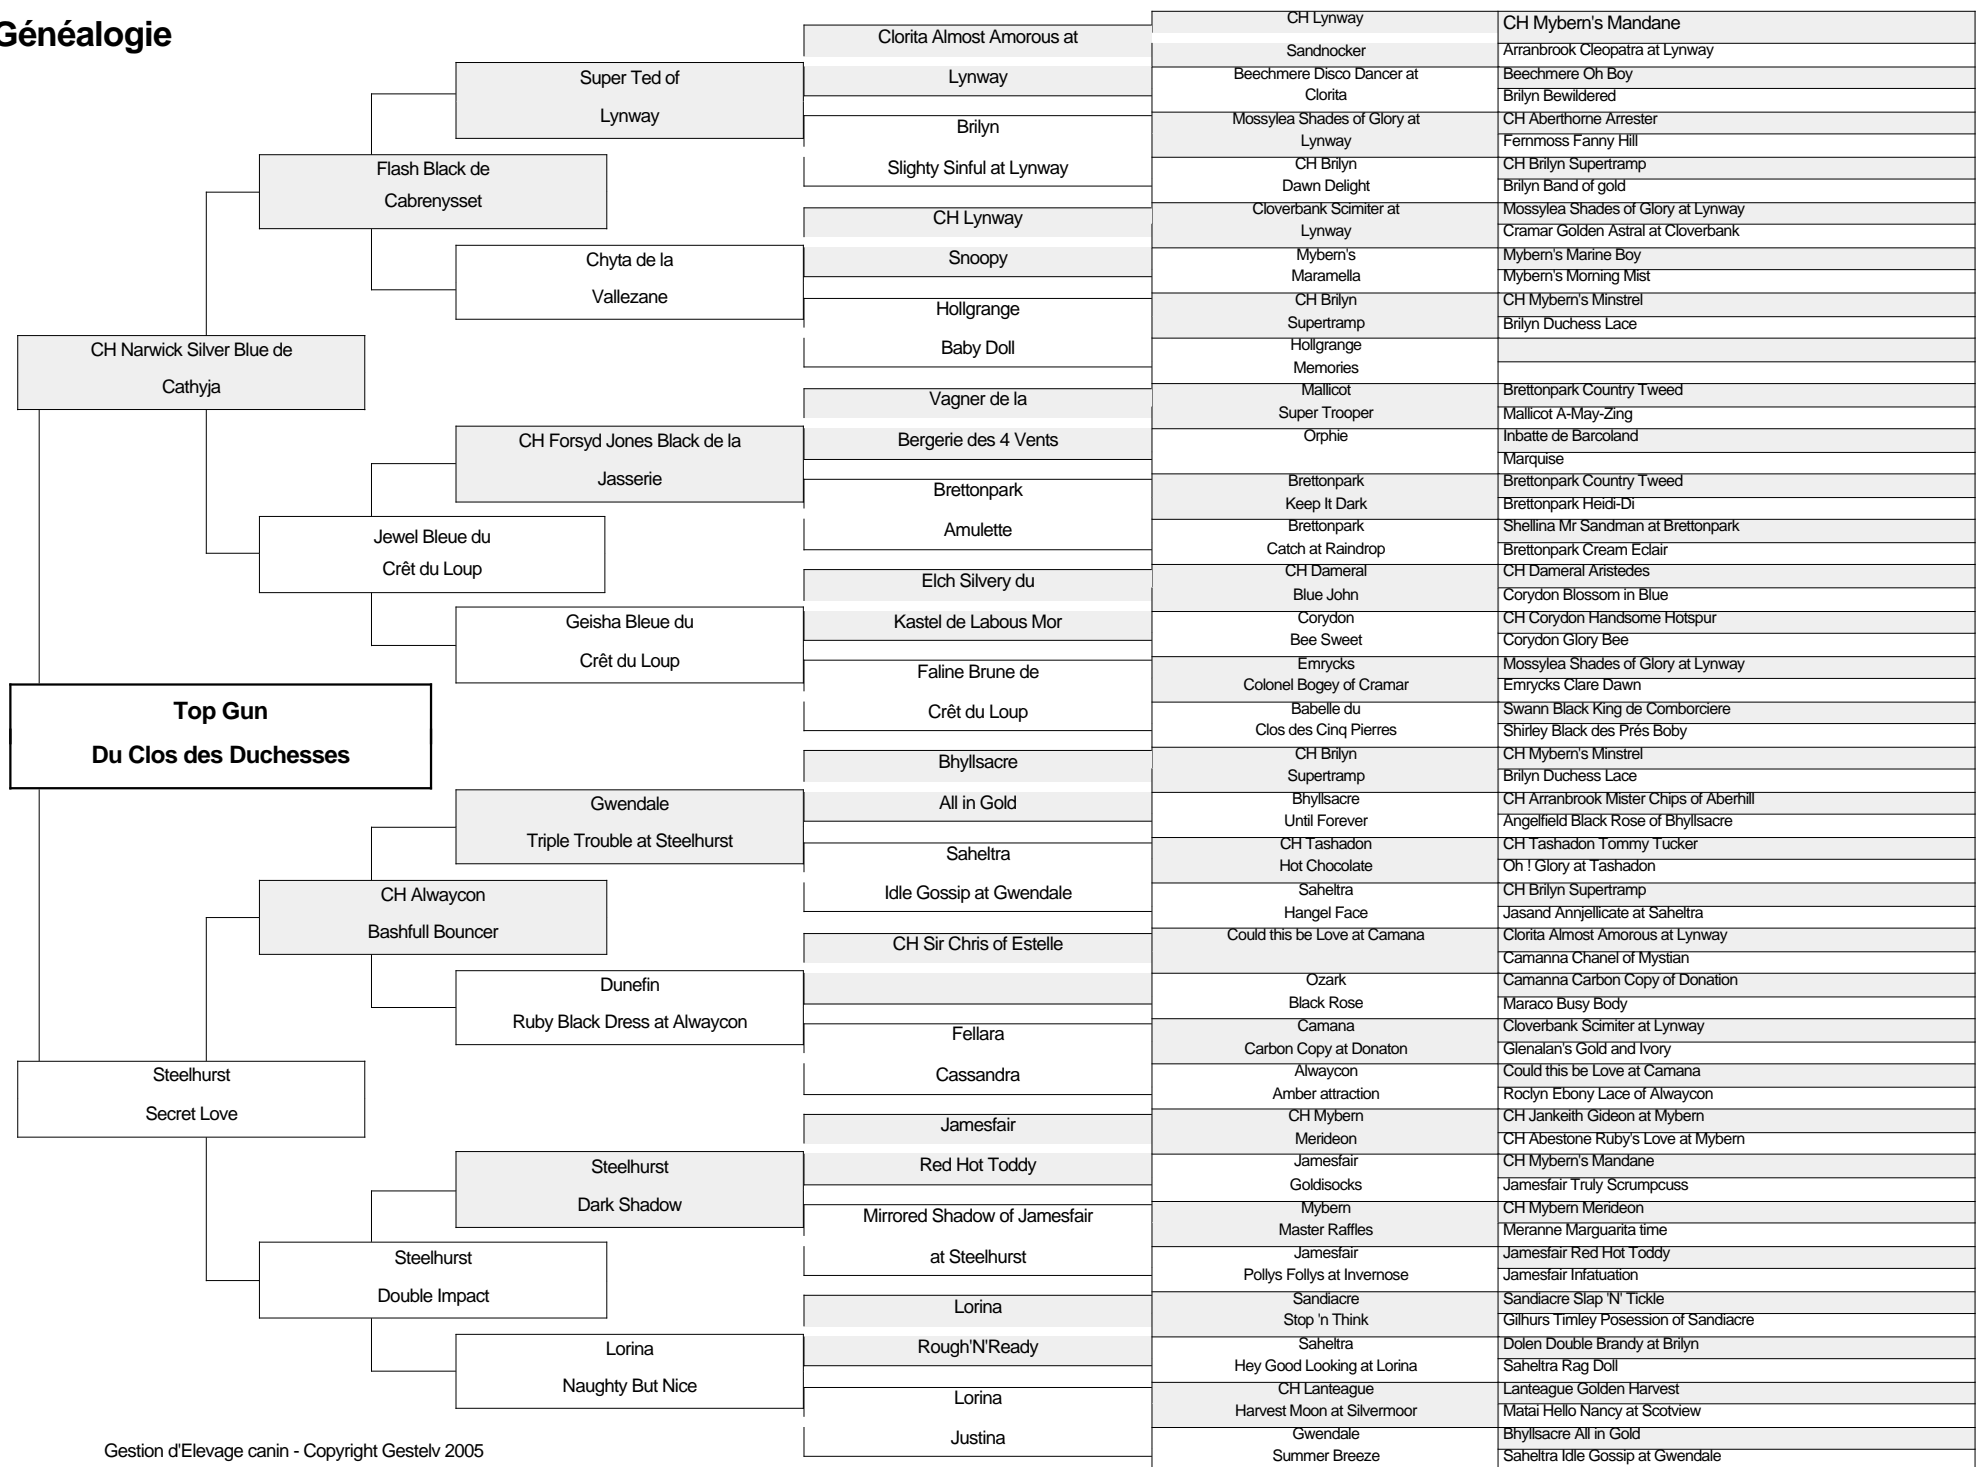 Généalogie
Top Gun
Du Clos des Duchesses
CH Narwick Silver Blue de
Cathyja
Steelhurst
Secret Love
Flash Black de
Cabrenysset
Jewel Bleue du
Crêt du Loup
CH Alwaycon
Bashfull Bouncer
Steelhurst
Double Impact
Super Ted of
Lynway
Chyta de la
Vallezane
CH Forsyd Jones Black de la
Jasserie
Geisha Bleue du
Crêt du Loup
Gwendale
Triple Trouble at Steelhurst
Dunefin
Ruby Black Dress at Alwaycon
Steelhurst
Dark Shadow
Lorina
Naughty But Nice
Clorita Almost Amorous at
Lynway
Brilyn
Slighty Sinful at Lynway
CH Lynway
Snoopy
Hollgrange
Baby Doll
Vagner de la
Bergerie des 4 Vents
Brettonpark
Amulette
Elch Silvery du
Kastel de Labous Mor
Faline Brune de
Crêt du Loup
Bhyllsacre
All in Gold
Saheltra
Idle Gossip at Gwendale
CH Sir Chris of Estelle
Fellara
Cassandra
Jamesfair
Red Hot Toddy
Mirrored Shadow of Jamesfair
at Steelhurst
Lorina
Rough'N'Ready
Lorina
Justina
CH Lynway
Sandnocker
Beechmere Disco Dancer at
Clorita
Mossylea Shades of Glory at
Lynway
CH Brilyn
Dawn Delight
Cloverbank Scimiter at
Lynway
Mybern's
Maramella
CH Brilyn
Supertramp
Hollgrange
Memories
Mallicot
Super Trooper
Orphie
Brettonpark
Keep It Dark
Brettonpark
Catch at Raindrop
CH Dameral
Blue John
Corydon
Bee Sweet
Emrycks
Colonel Bogey of Cramar
Babelle du
Clos des Cinq Pierres
CH Brilyn
Supertramp
Bhyllsacre
Until Forever
CH Tashadon
Hot Chocolate
Saheltra
Hangel Face
Could this be Love at Camana
Ozark
Black Rose
Camana
Carbon Copy at Donaton
Alwaycon
Amber attraction
CH Mybern
Merideon
Jamesfair
Goldisocks
Mybern
Master Raffles
Jamesfair
Pollys Follys at Invernose
Sandiacre
Stop 'n Think
Saheltra
Hey Good Looking at Lorina
CH Lanteague
Harvest Moon at Silvermoor
Gwendale
Summer Breeze
CH Mybern's Mandane
Arranbrook Cleopatra at Lynway
Beechmere Oh Boy
Brilyn Bewildered
CH Aberthorne Arrester
Fernmoss Fanny Hill
CH Brilyn Supertramp
Brilyn Band of gold
Mossylea Shades of Glory at Lynway
Cramar Golden Astral at Cloverbank
Mybern's Marine Boy
Mybern's Morning Mist
CH Mybern's Minstrel
Brilyn Duchess Lace
Brettonpark Country Tweed
Mallicot A-May-Zing
Inbatte de Barcoland
Marquise
Brettonpark Country Tweed
Brettonpark Heidi-Di
Shellina Mr Sandman at Brettonpark
Brettonpark Cream Eclair
CH Dameral Aristedes
Corydon Blossom in Blue
CH Corydon Handsome Hotspur
Corydon Glory Bee
Mossylea Shades of Glory at Lynway
Emrycks Clare Dawn
Swann Black King de Comborciere
Shirley Black des Prés Boby
CH Mybern's Minstrel
Brilyn Duchess Lace
CH Arranbrook Mister Chips of Aberhill
Angelfield Black Rose of Bhyllsacre
CH Tashadon Tommy Tucker
Oh ! Glory at Tashadon
CH Brilyn Supertramp
Jasand Annjellicate at Saheltra
Clorita Almost Amorous at Lynway
Camanna Chanel of Mystian
Camanna Carbon Copy of Donation
Maraco Busy Body
Cloverbank Scimiter at Lynway
Glenalan's Gold and Ivory
Could this be Love at Camana
Roclyn Ebony Lace of Alwaycon
CH Jankeith Gideon at Mybern
CH Abestone Ruby's Love at Mybern
CH Mybern's Mandane
Jamesfair Truly Scrumpcuss
CH Mybern Merideon
Meranne Marguarita time
Jamesfair Red Hot Toddy
Jamesfair Infatuation
Sandiacre Slap 'N' Tickle
Gilhurs Timley Posession of Sandiacre
Dolen Double Brandy at Brilyn
Saheltra Rag Doll
Lanteague Golden Harvest
Matai Hello Nancy at Scotview
Bhyllsacre All in Gold
Saheltra Idle Gossip at Gwendale
Gestion d'Elevage canin - Copyright Gestelv 2005